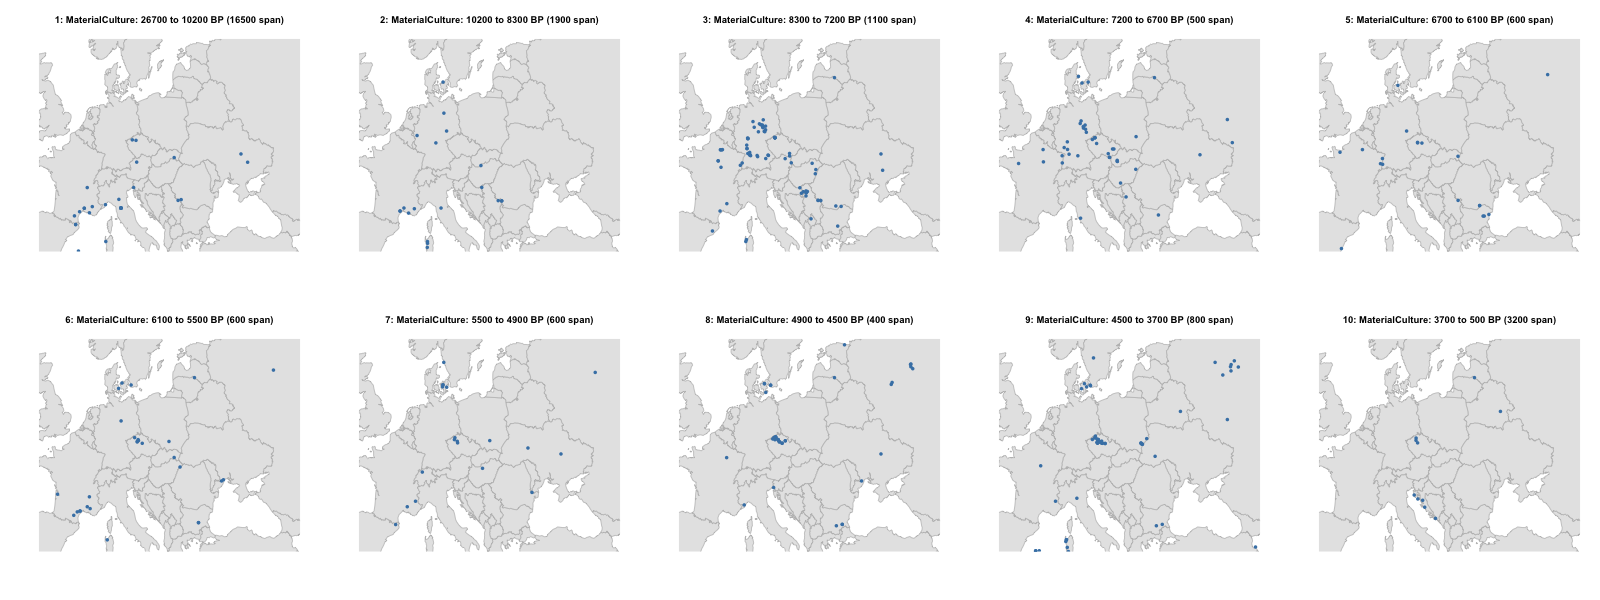 1: MaterialCulture: 26700 to 10200 BP (16500 span)
2: MaterialCulture: 10200 to 8300 BP (1900 span)
3: MaterialCulture: 8300 to 7200 BP (1100 span)
4: MaterialCulture: 7200 to 6700 BP (500 span)
5: MaterialCulture: 6700 to 6100 BP (600 span)
6: MaterialCulture: 6100 to 5500 BP (600 span)
7: MaterialCulture: 5500 to 4900 BP (600 span)
8: MaterialCulture: 4900 to 4500 BP (400 span)
9: MaterialCulture: 4500 to 3700 BP (800 span)
10: MaterialCulture: 3700 to 500 BP (3200 span)